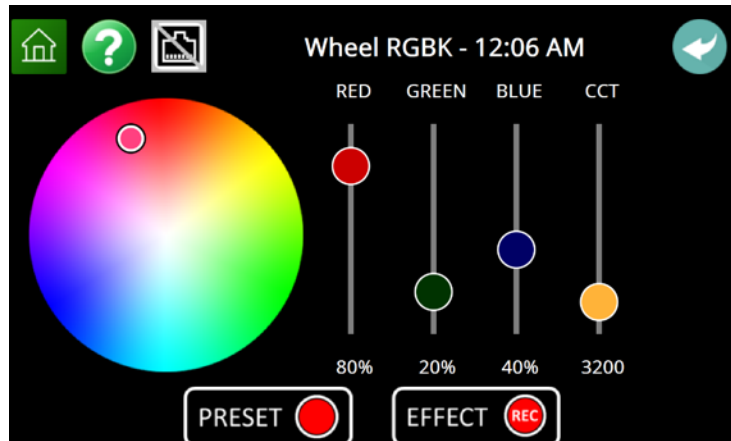 ?
Wheel RGBK - 12:06 AM
RED GREEN BLUE CCT
80% 20% 40% 3200
PRESET EFFECT REC